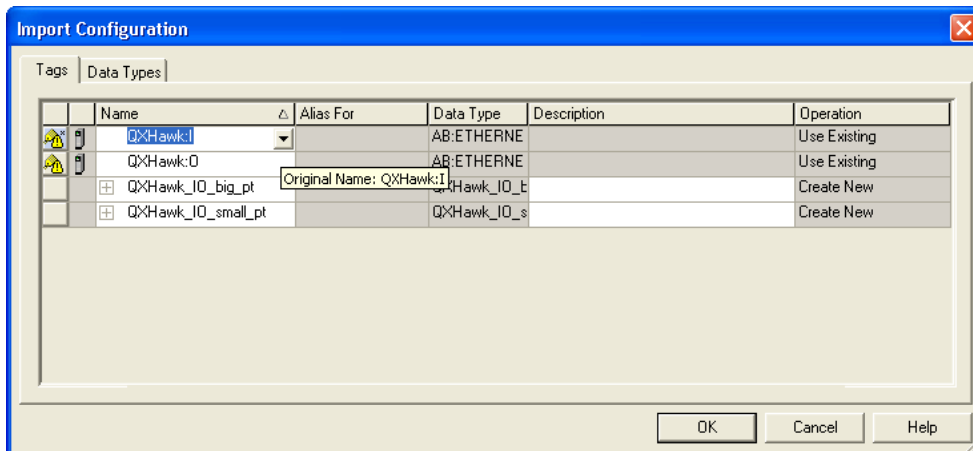 Import Configuration
Tags Data Types
Name Alias For Data Type Description Operation
QXHawk:I AB:ETHERNE Use Existing
QXHawk:O AB:ETHERNE Use Existing
Original Name: QXHawk:I
QXHawk_IO_big_pt Hawk_IO_b Create New
QXHawk_IO_small_pt QXHawk_IO_s Create New
OK Cancel Help